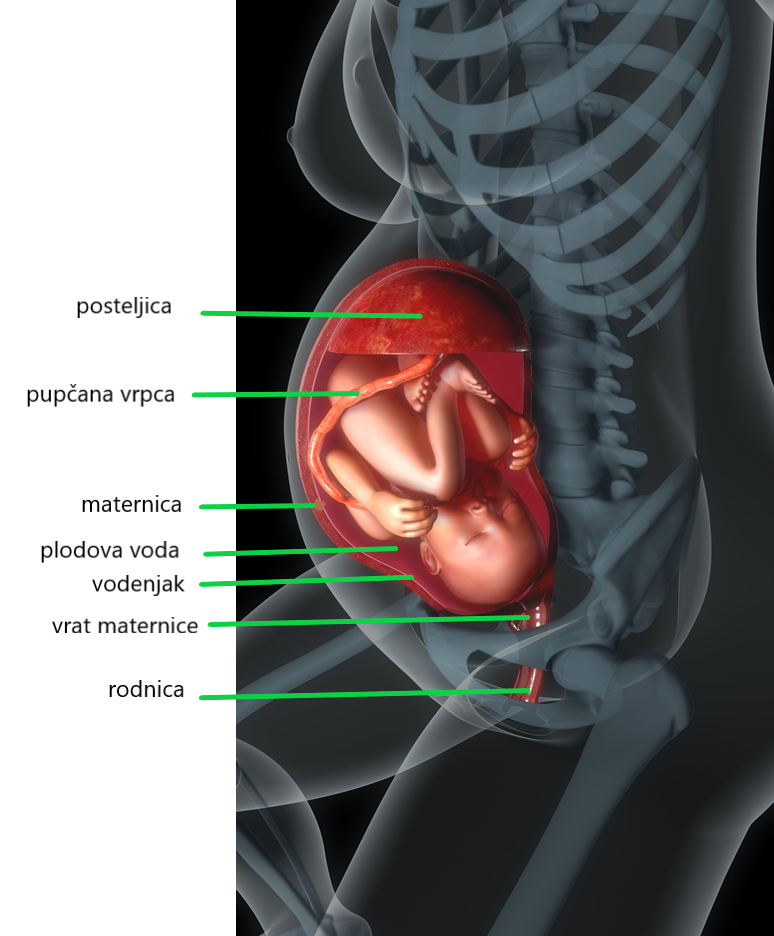 posteljica
pupčana vrpca
maternica
plodova voda
vodenjak
vrat maternice
rodnica